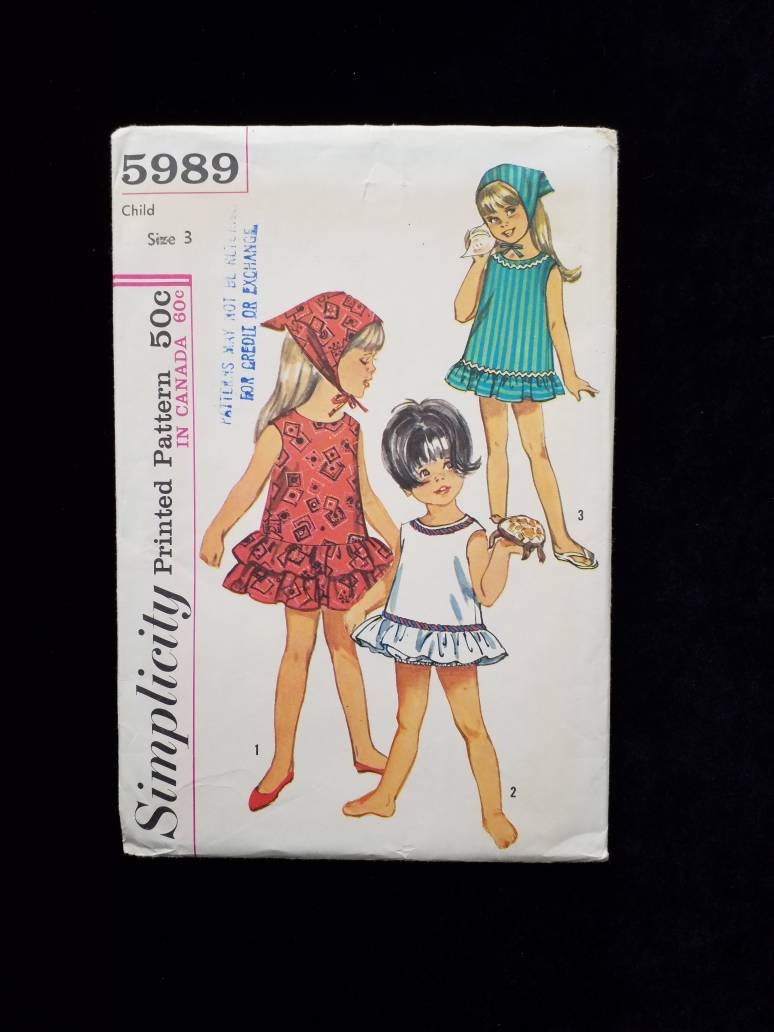 5989
Child
Size 3
Simplicity Printed Pattern 50c
IN CANADA 60c
PATTERNS MAY NOT BE RETURNED
FOR CREDIT OR EXCHANGE
1
2
3